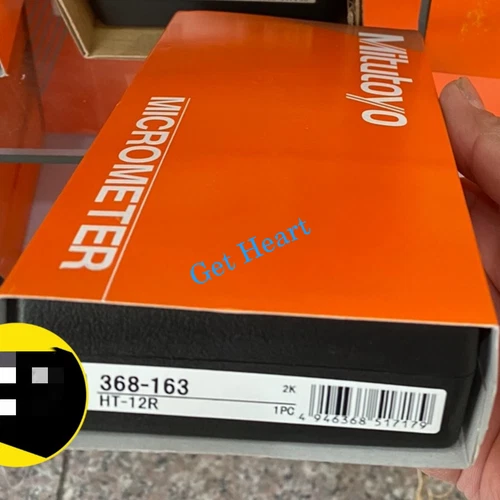 Mitutoyo
MICROMETER
Get Heart
368-163
HT-12R
2K
1PC
4 946368 517179